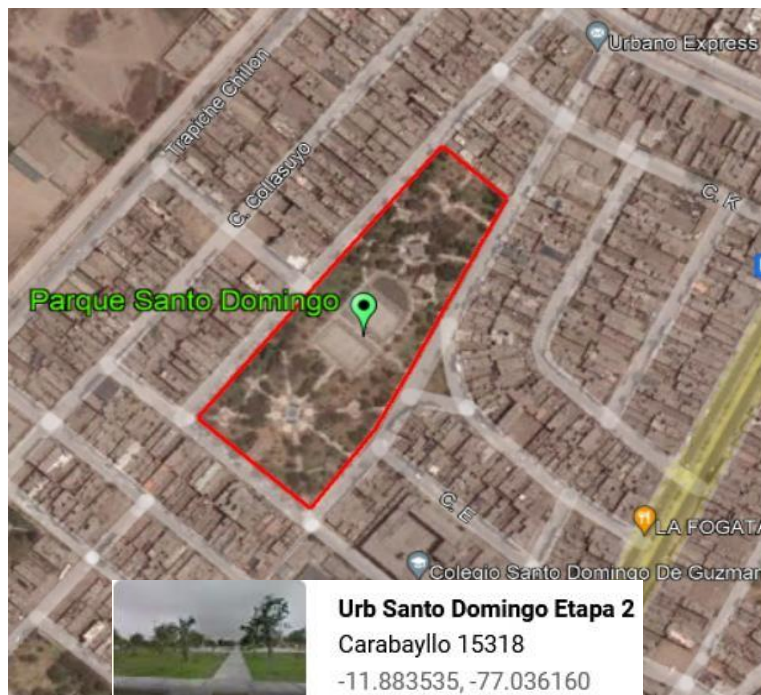 Urbano Express
Trapiche Chillon
C. Collasuyo
C. K
Parque Santo Domingo
C. E
LA FOGATA
Colegio Santo Domingo De Guzman
Urb Santo Domingo Etapa 2
Carabayllo 15318
-11.883535, -77.036160